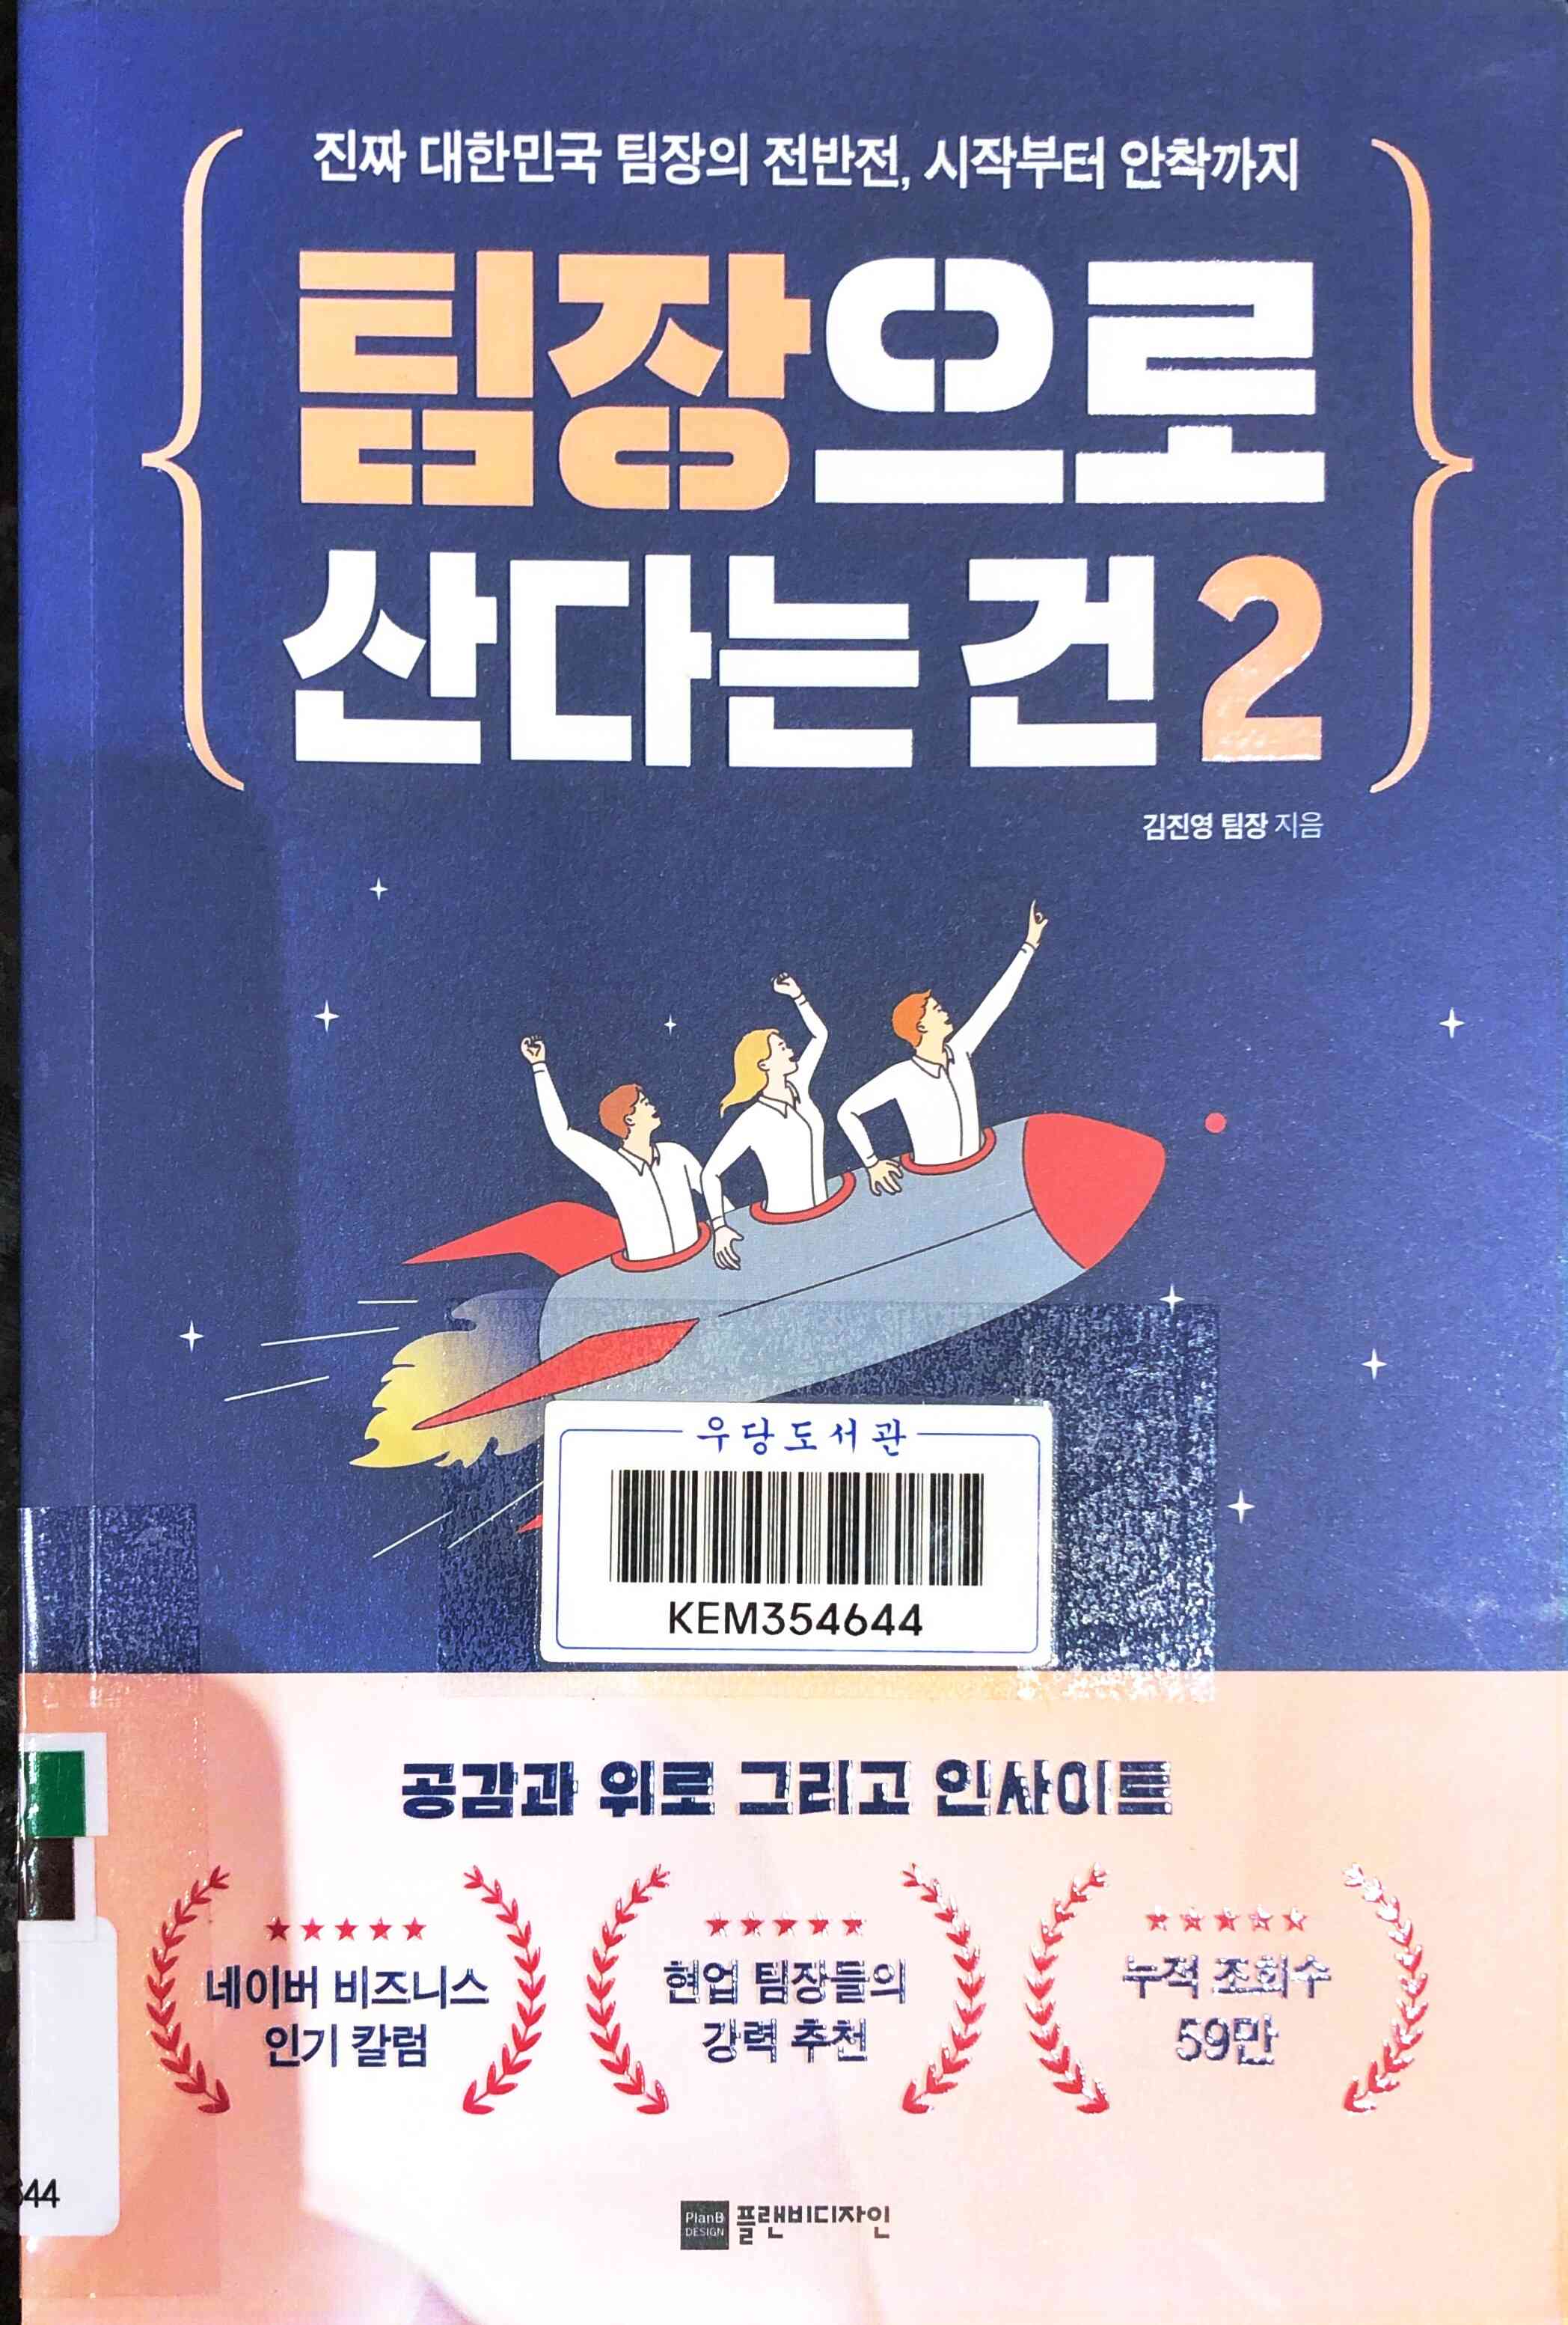 진짜 대한민국 팀장의 전반전, 시작부터 안착까지
팀장으로
산다는 건 2
김진영 팀장 지음
우당도서관
KEM354644
공감과 위로 그리고 인사이트
네이버 비즈니스
인기 칼럼
현업 팀장들의
강력 추천
누적 조회수
59만
644
PlanB
DESIGN
플랜비디자인